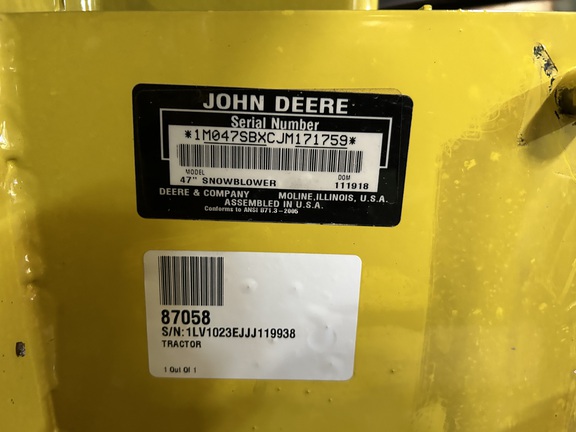 JOHN DEERE
Serial Number
*1M047SBXCJM171759*
MODEL DOM
47" SNOWBLOWER 111918
DEERE & COMPANY MOLINE, ILLINOIS, U.S.A.
ASSEMBLED IN U.S.A.
Conforms to ANSI B71.3-2005
87058
S/N:1LV1023EJJJ119938
TRACTOR
1 Out Of 1